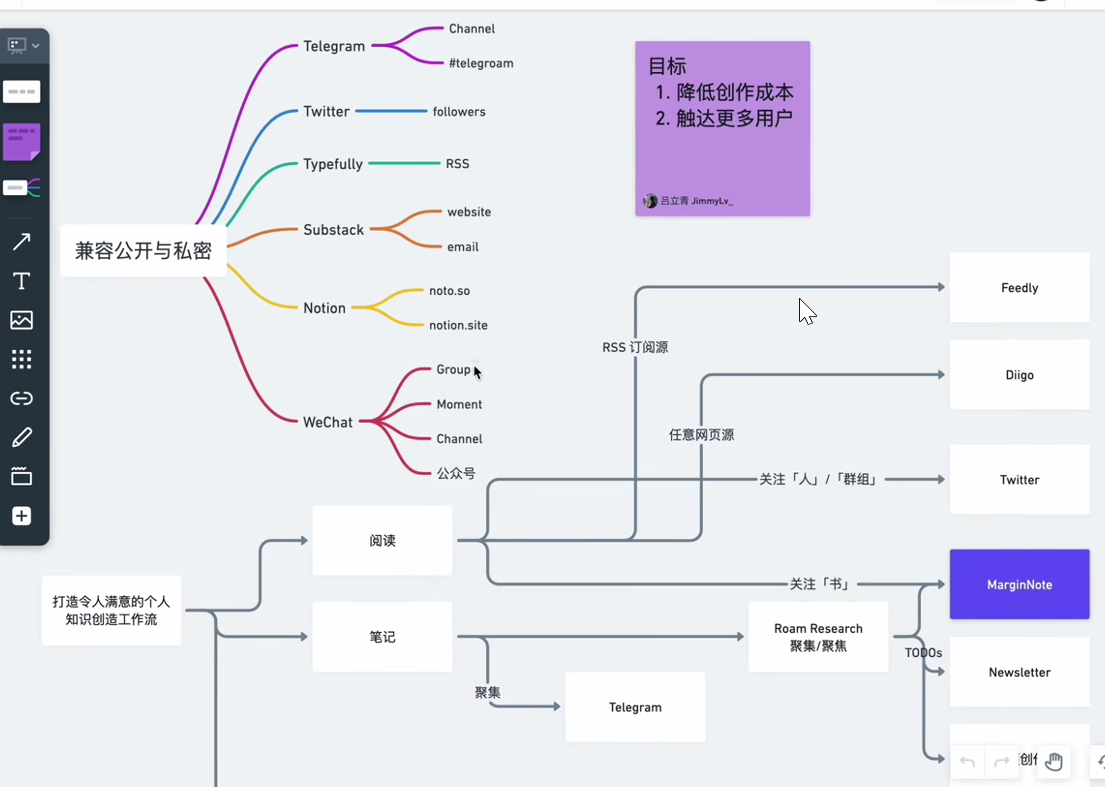 Telegram
Channel
#telegroam
Twitter
followers
Typefully
RSS
Substack
website
email
兼容公开与私密
Notion
noto.so
notion.site
WeChat
Group
Moment
Channel
公众号
目标
1. 降低创作成本
2. 触达更多用户
吕立青 JimmyLv_
RSS 订阅源
Feedly
任意网页源
Diigo
关注「人」/「群组」
Twitter
阅读
关注「书」
MarginNote
打造令人满意的个人
知识创造工作流
笔记
Roam Research
聚集/聚焦
TODOs
Newsletter
聚集
Telegram